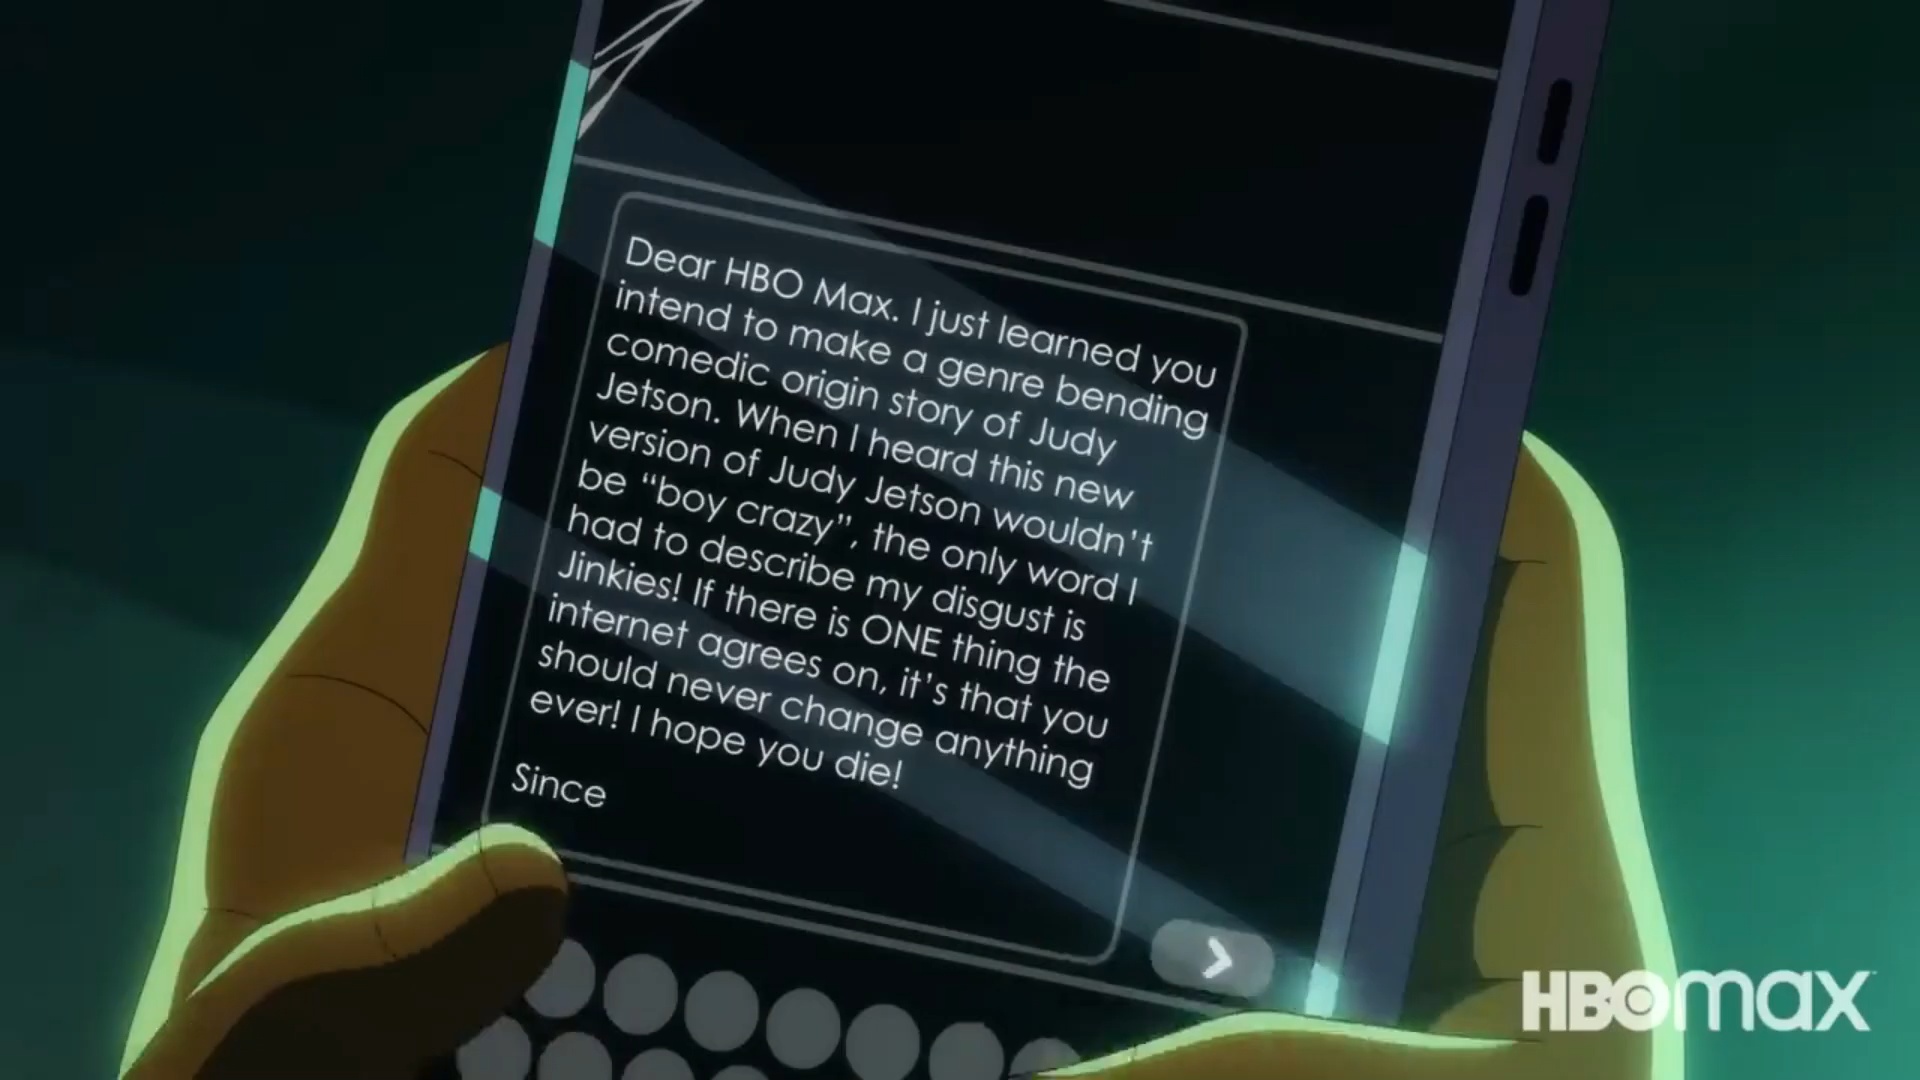 Dear HBO Max. I just learned you
intend to make a genre bending
comedic origin story of Judy
Jetson. When I heard this new
version of Judy Jetson wouldn't
be “boy crazy”, the only word I
had to describe my disgust is
Jinkies! If there is ONE thing the
internet agrees on, it's that you
should never change anything
ever! I hope you die!
Since
HBOmax